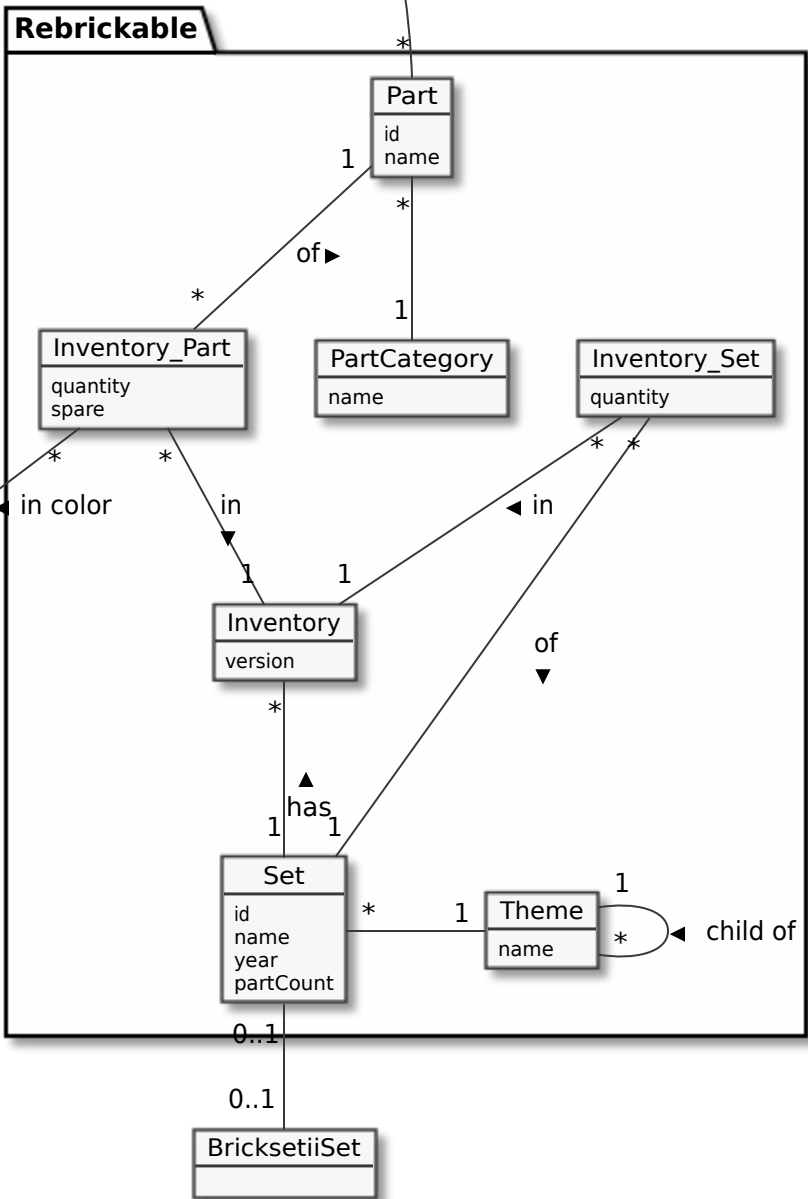 Rebrickable
*
Part
id
name
1
*
of ▶
*
1
Inventory_Part
quantity
spare
PartCategory
name
Inventory_Set
quantity
*
*
*
*
◀ in color
in
▼
◀ in
1
1
Inventory
version
of
▼
*
▲
has
1
1
Set
id
name
year
partCount
*
1
Theme
name
1
*
◀ child of
0..1
0..1
BricksetiiSet